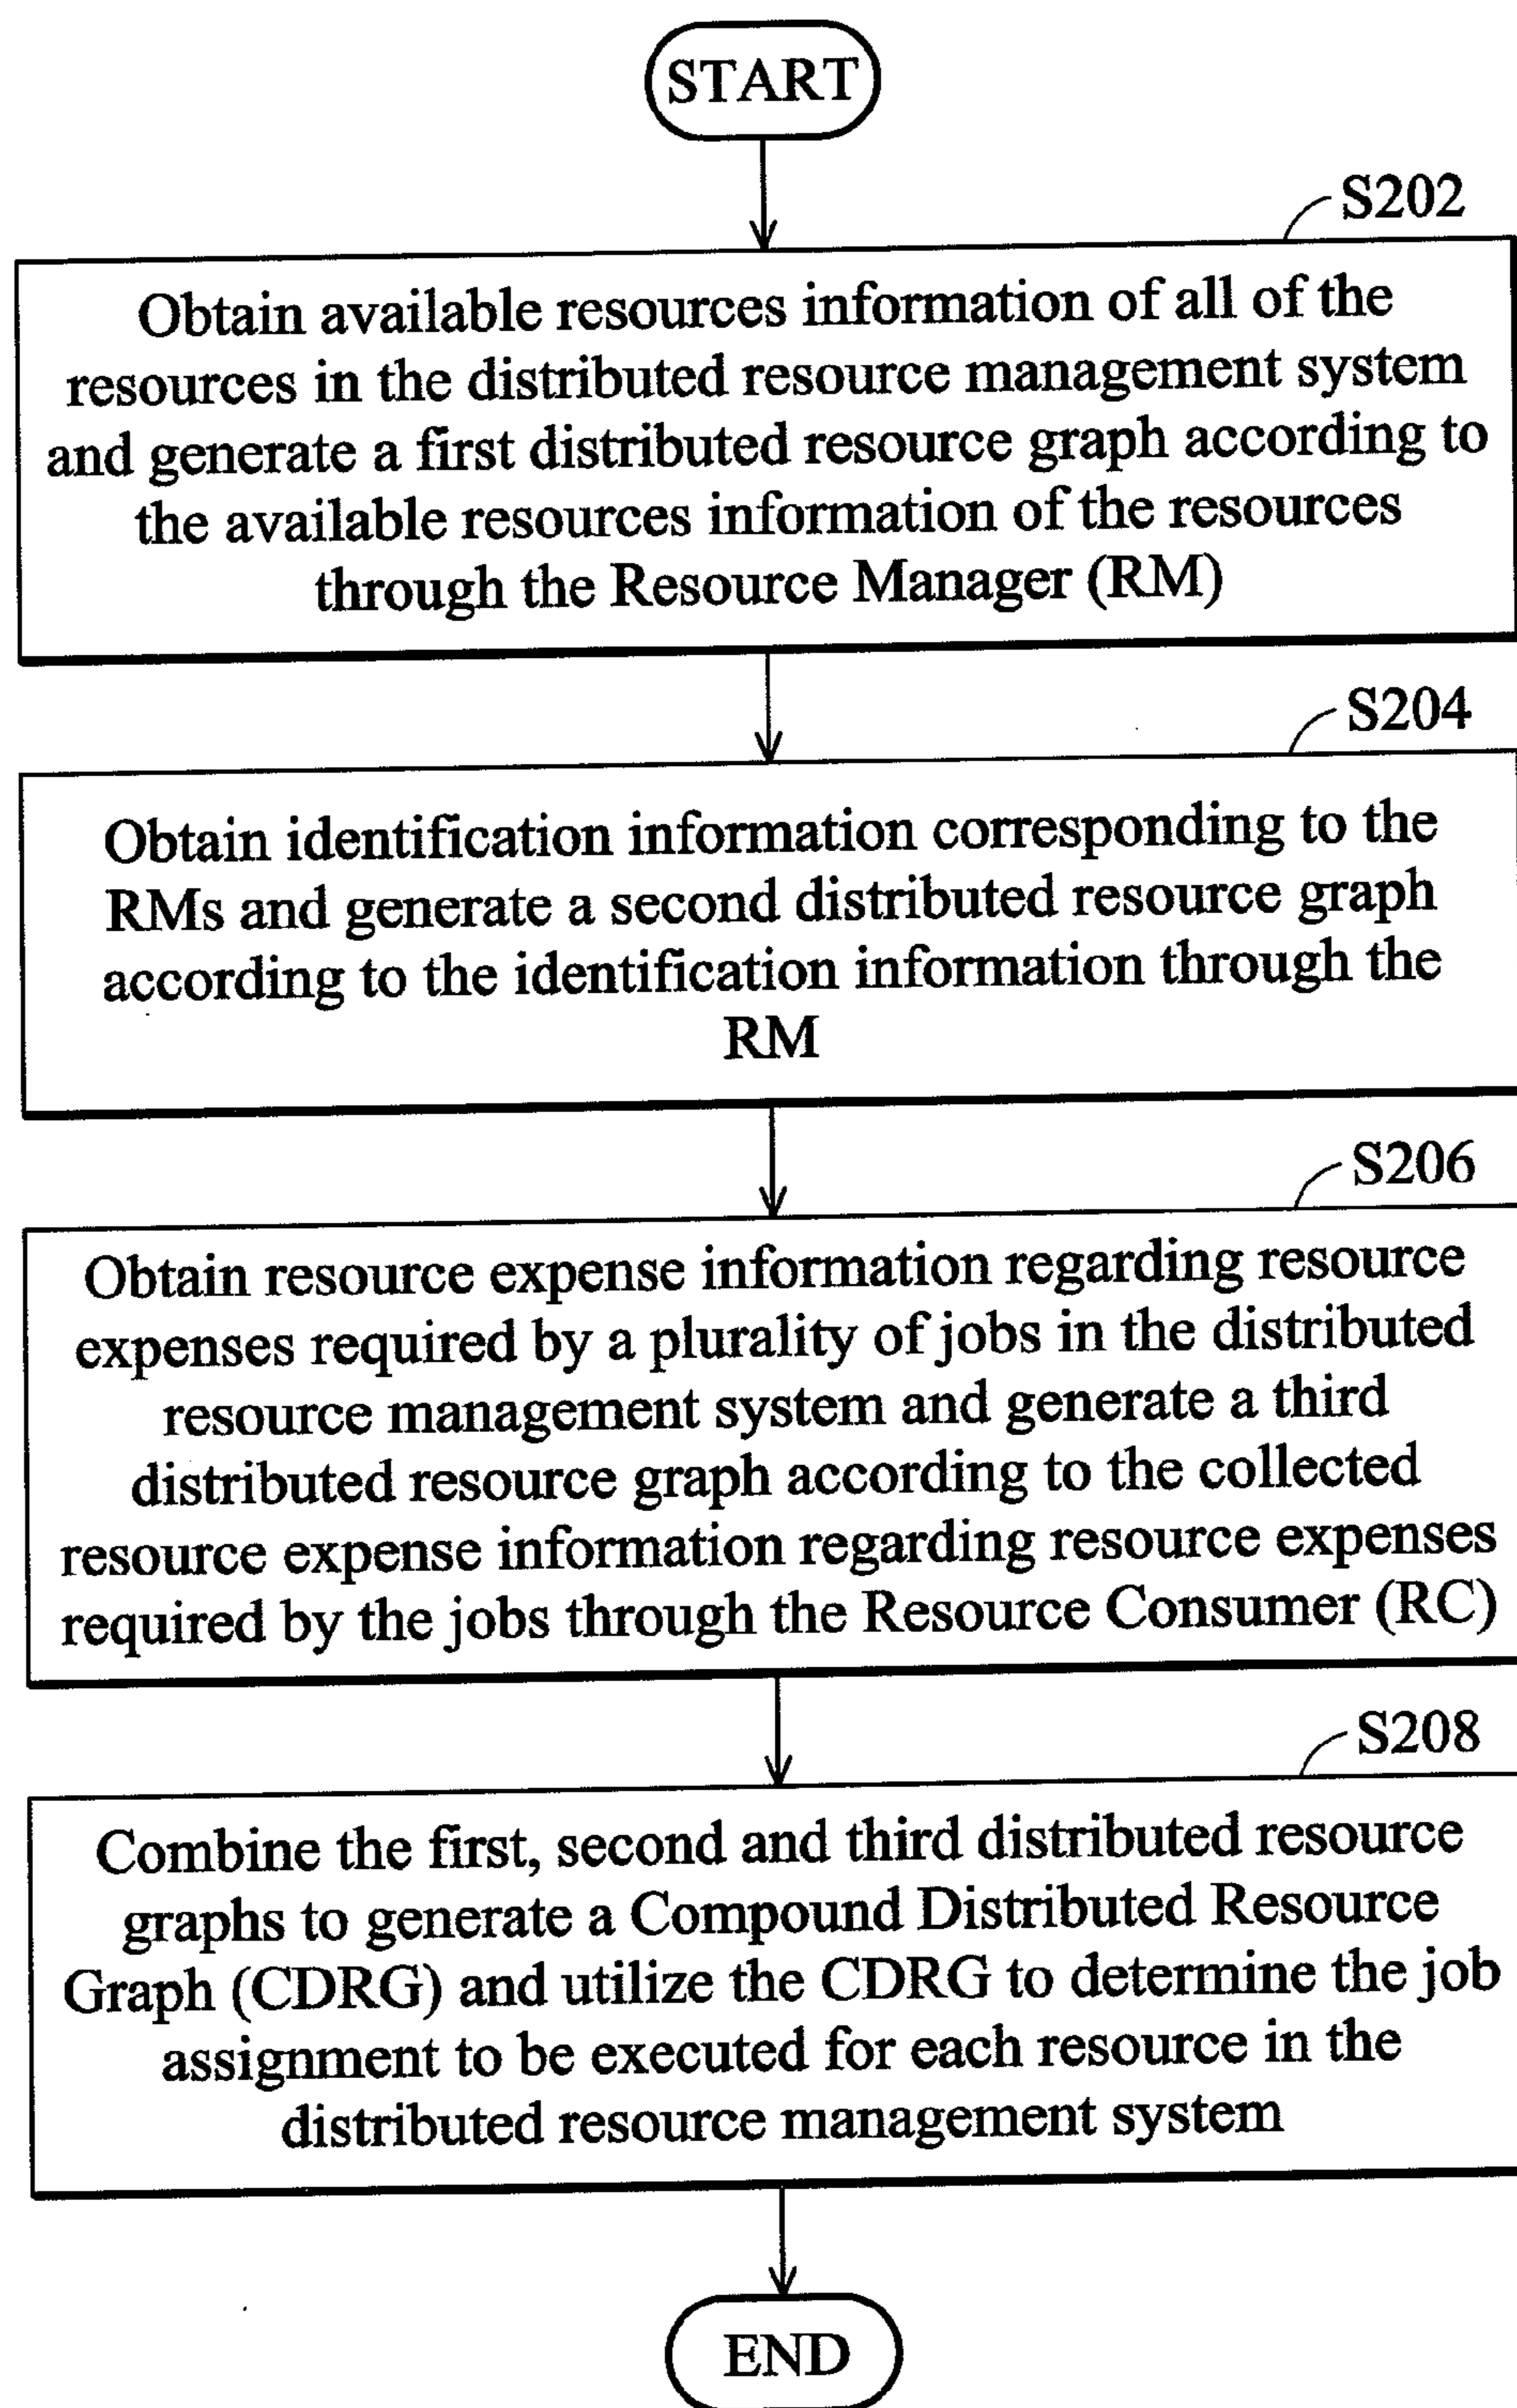 START
S202
Obtain available resources information of all of the
resources in the distributed resource management system
and generate a first distributed resource graph according to
the available resources information of the resources
through the Resource Manager (RM)
S204
Obtain identification information corresponding to the
RMs and generate a second distributed resource graph
according to the identification information through the
RM
S206
Obtain resource expense information regarding resource
expenses required by a plurality of jobs in the distributed
resource management system and generate a third
distributed resource graph according to the collected
resource expense information regarding resource expenses
required by the jobs through the Resource Consumer (RC)
S208
Combine the first, second and third distributed resource
graphs to generate a Compound Distributed Resource
Graph (CDRG) and utilize the CDRG to determine the job
assignment to be executed for each resource in the
distributed resource management system
END